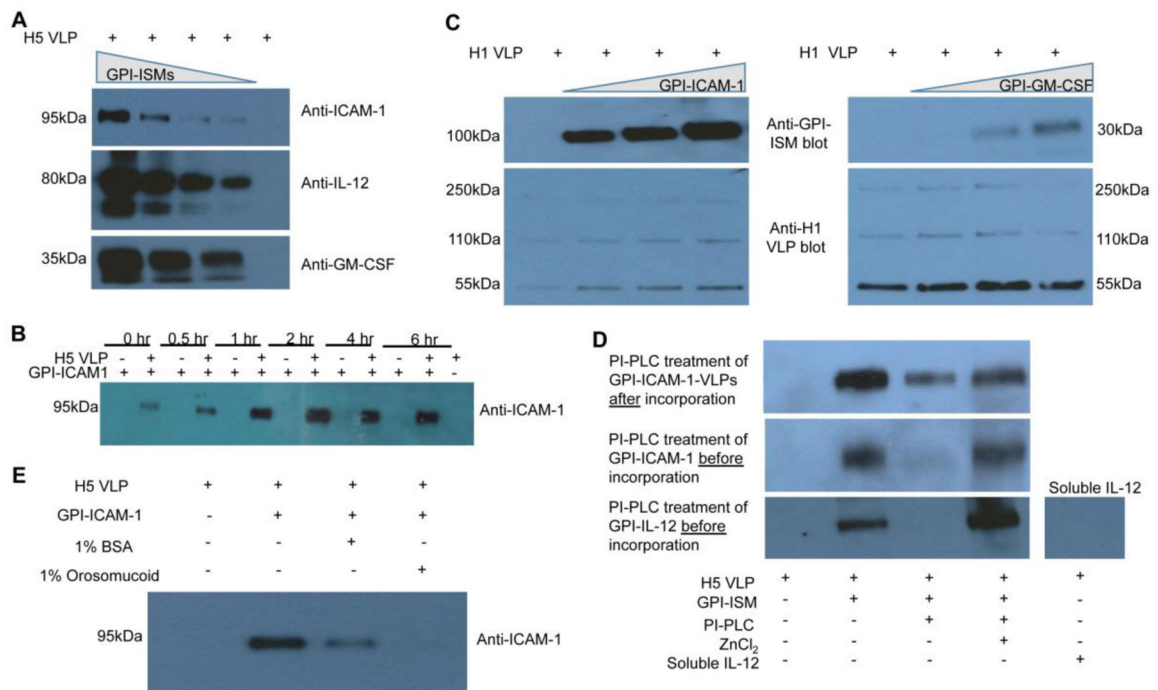 A
H5 VLP + + + + +
GPI-ISMs
95kDa
Anti-ICAM-1
80kDa
Anti-IL-12
35kDa
Anti-GM-CSF
B
0 hr 0.5 hr 1 hr 2 hr 4 hr 6 hr
H5 VLP - + - + - + - + - + - + +
GPI-ICAM1 + + + + + + + + + + + + -
95kDa
Anti-ICAM-1
E
H5 VLP + + + +
GPI-ICAM-1 - + + +
1% BSA - - + -
1% Orosomucoid - - - +
95kDa
Anti-ICAM-1
C
H1 VLP + + + +
GPI-ICAM-1
100kDa
250kDa
110kDa
55kDa
Anti-GPI-
ISM blot
Anti-H1
VLP blot
H1 VLP + + + +
GPI-GM-CSF
30kDa
250kDa
110kDa
55kDa
D
PI-PLC treatment of
GPI-ICAM-1-VLPs
after incorporation
PI-PLC treatment of
GPI-ICAM-1 before
incorporation
PI-PLC treatment of
GPI-IL-12 before
incorporation
Soluble IL-12
H5 VLP + + + + +
GPI-ISM - + + + -
PI-PLC - - + + -
ZnCl2 - - - + -
Soluble IL-12 - - - - +